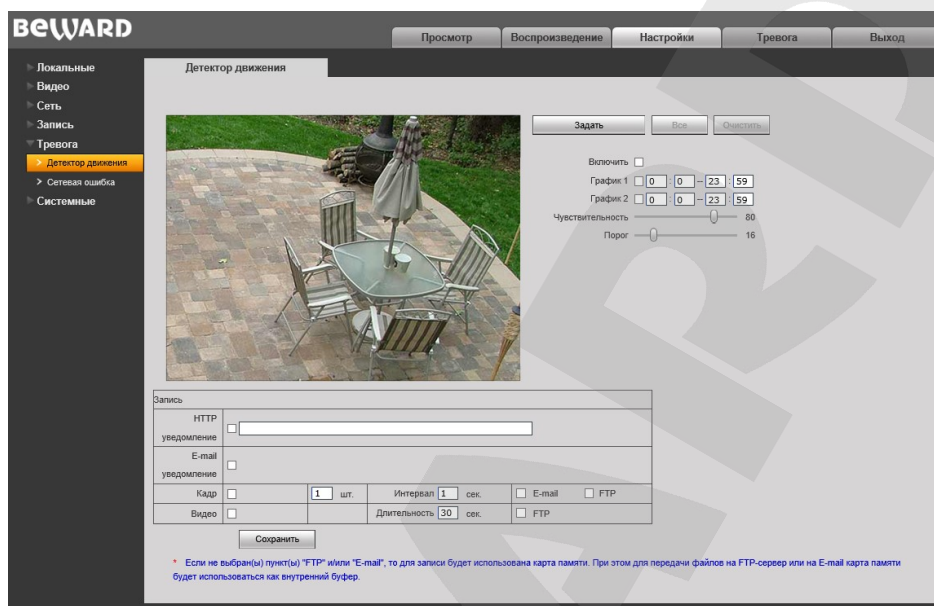 BEWARD
Просмотр Воспроизведение Настройки Тревога Выход
Локальные
Видео
Сеть
Запись
Тревога
> Детектор движения
> Сетевая ошибка
Системные
Детектор движения
Задать Все Очистить
Включить
График 1 0 : 0 – 23 : 59
График 2 0 : 0 – 23 : 59
Чувствительность 80
Порог 16
Запись
HTTP
уведомление
E-mail
уведомление
Кадр 1 шт. Интервал 1 сек. E-mail FTP
Видео Длительность 30 сек. FTP
Сохранить
* Если не выбран(ы) пункт(ы) "FTP" и/или "E-mail", то для записи будет использована карта памяти. При этом для передачи файлов на FTP-сервер или на E-mail карта памяти
будет использоваться как внутренний буфер.